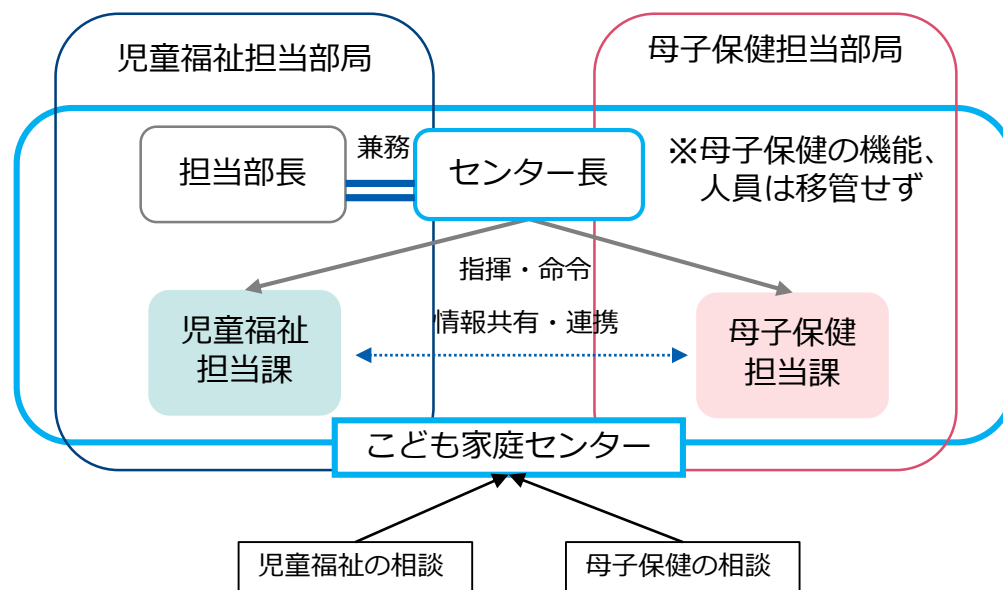 児童福祉担当部局
母子保健担当部局
担当部長
兼務
センター長
※母子保健の機能、
人員は移管せず
指揮・命令
情報共有・連携
児童福祉
担当課
母子保健
担当課
こども家庭センター
児童福祉の相談
母子保健の相談